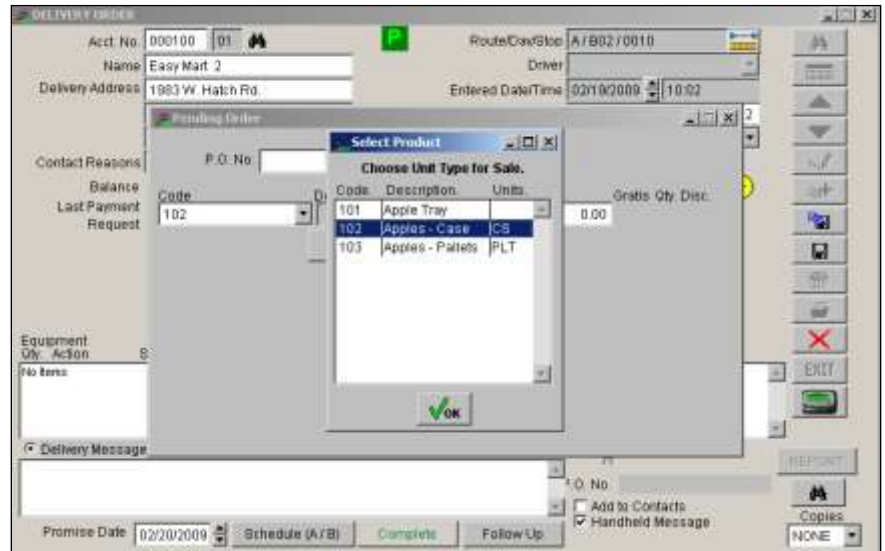 DELIVERY ORDER
Acct. No. 000100 01
P
Route/Day/Stop A / B02 / 0010
Name Easy Mart 2
Driver
Delivery Address 1983 W. Hatch Rd.
Entered Date/Time 02/19/2009 10:02
Pending Order
2
Select Product
Choose Unit Type for Sale.
Contact Reasons
P.O. No
Balance
Code
Code. Description. Units.
Gratis Qty. Disc.
Last Payment
102
101 Apple Tray
0.00
Request
102 Apples - Case CS
103 Apples - Pallets PLT
OK
Equipment
Qty. Action S
No Items
EXIT
Delivery Message
REPORT
P.O. No
Add to Contacts
Handheld Message
Promise Date 02/20/2009 Schedule (A / B) Complete Follow Up
Copies
NONE